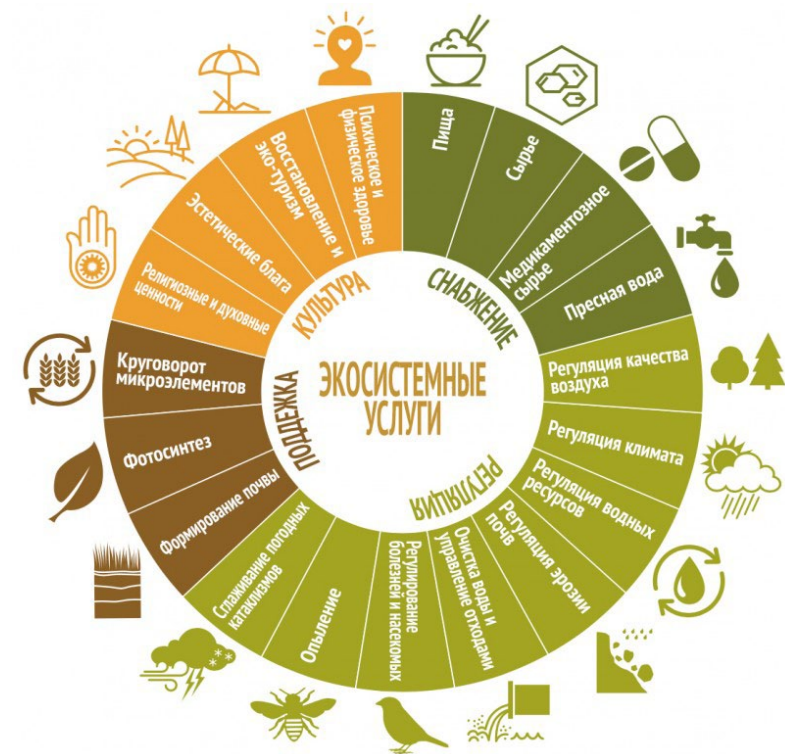 ЭКОСИСТЕМНЫЕ
УСЛУГИ
СНАБЖЕНИЕ
Пища
Сырье
Медикаментозное
сырье
Пресная вода
РЕГУЛЯЦИЯ
Регуляция качества
воздуха
Регуляция климата
Регуляция водных
ресурсов
Регуляция эрозии
почв
Очистка воды и
управление отходами
Регулирование
болезней и насекомых
Опыление
Сглаживание погодных
катаклизмов
ПОДДЕЖКА
Формирование почвы
Фотосинтез
Круговорот
микроэлементов
КУЛЬТУРА
Религиозные и духовные
ценности
Эстетические блага
Восстановление и
эко-туризм
Психическое и
физическое здоровье